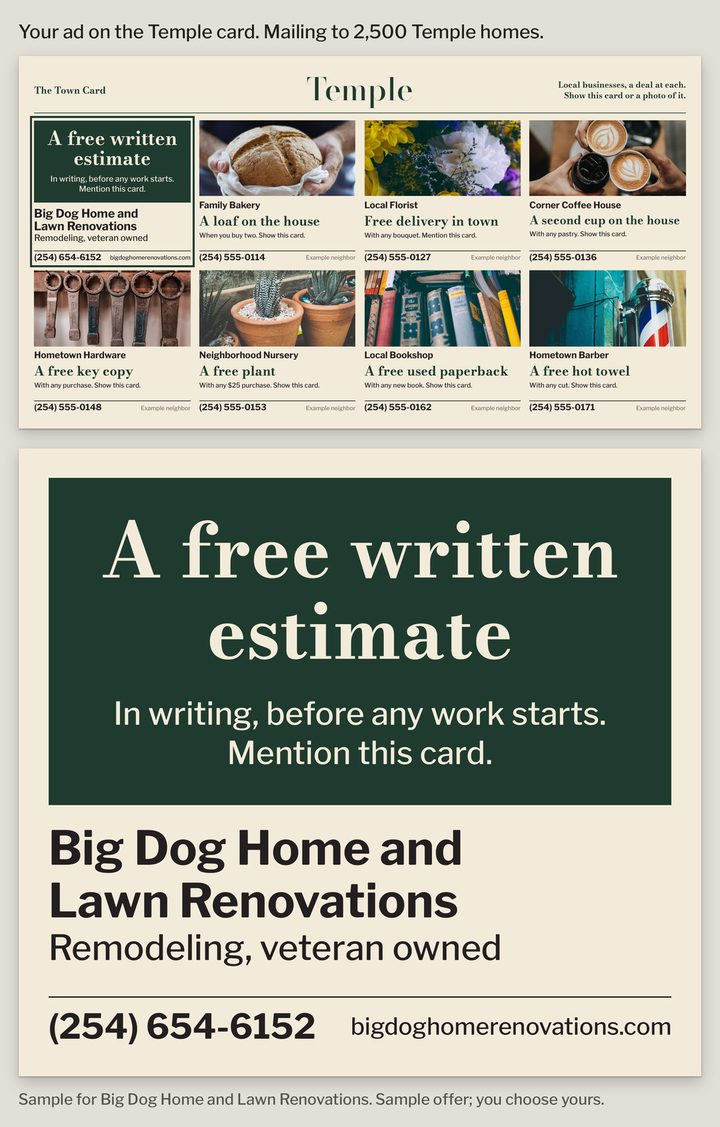 Your ad on the Temple card. Mailing to 2,500 Temple homes.
The Town Card
Temple
Local businesses, a deal at each.
Show this card or a photo of it.
A free written
estimate
In writing, before any work starts.
Mention this card.
Big Dog Home and
Lawn Renovations
Remodeling, veteran owned
(254) 654-6152 bigdoghomerenovations.com
Family Bakery
A loaf on the house
When you buy two. Show this card.
(254) 555-0114 Example neighbor
Local Florist
Free delivery in town
With any bouquet. Mention this card.
(254) 555-0127 Example neighbor
Corner Coffee House
A second cup on the house
With any pastry. Show this card.
(254) 555-0136 Example neighbor
Hometown Hardware
A free key copy
With any purchase. Show this card.
(254) 555-0148 Example neighbor
Neighborhood Nursery
A free plant
With any $25 purchase. Show this card.
(254) 555-0153 Example neighbor
Local Bookshop
A free used paperback
With any new book. Show this card.
(254) 555-0162 Example neighbor
Hometown Barber
A free hot towel
With any cut. Show this card.
(254) 555-0171 Example neighbor
A free written
estimate
In writing, before any work starts.
Mention this card.
Big Dog Home and
Lawn Renovations
Remodeling, veteran owned
(254) 654-6152 bigdoghomerenovations.com
Sample for Big Dog Home and Lawn Renovations. Sample offer; you choose yours.